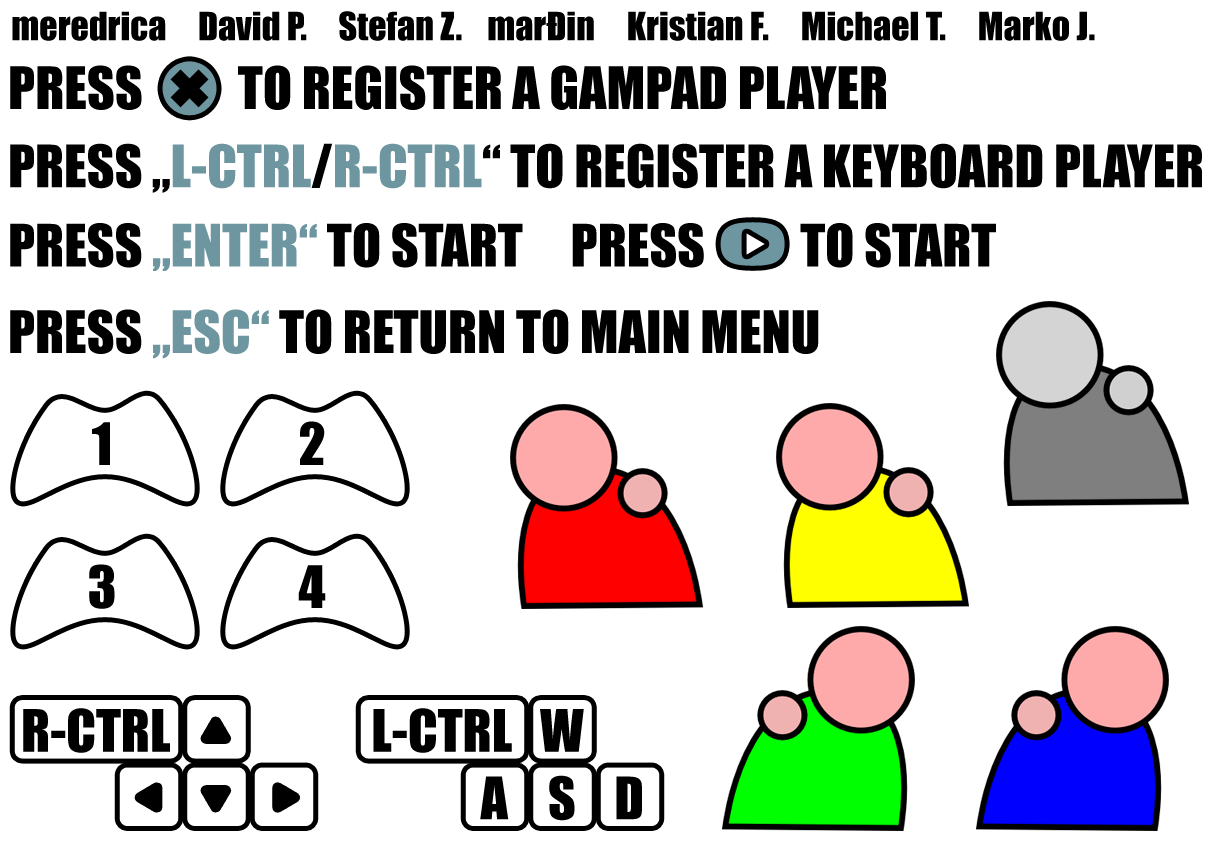 meredrica David P. Stefan Z. marĐin Kristian F. Michael T. Marko J.
PRESS TO REGISTER A GAMPAD PLAYER
PRESS „L-CTRL/R-CTRL“ TO REGISTER A KEYBOARD PLAYER
PRESS „ENTER“ TO START PRESS TO START
PRESS „ESC“ TO RETURN TO MAIN MENU
1 2
3 4
R-CTRL L-CTRL W
A S D